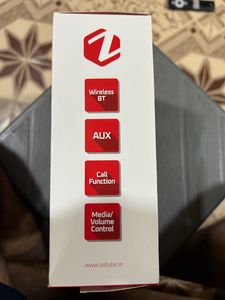 Wireless
BT
AUX
Call
Function
Media/
Volume
Control
www.zebster.in